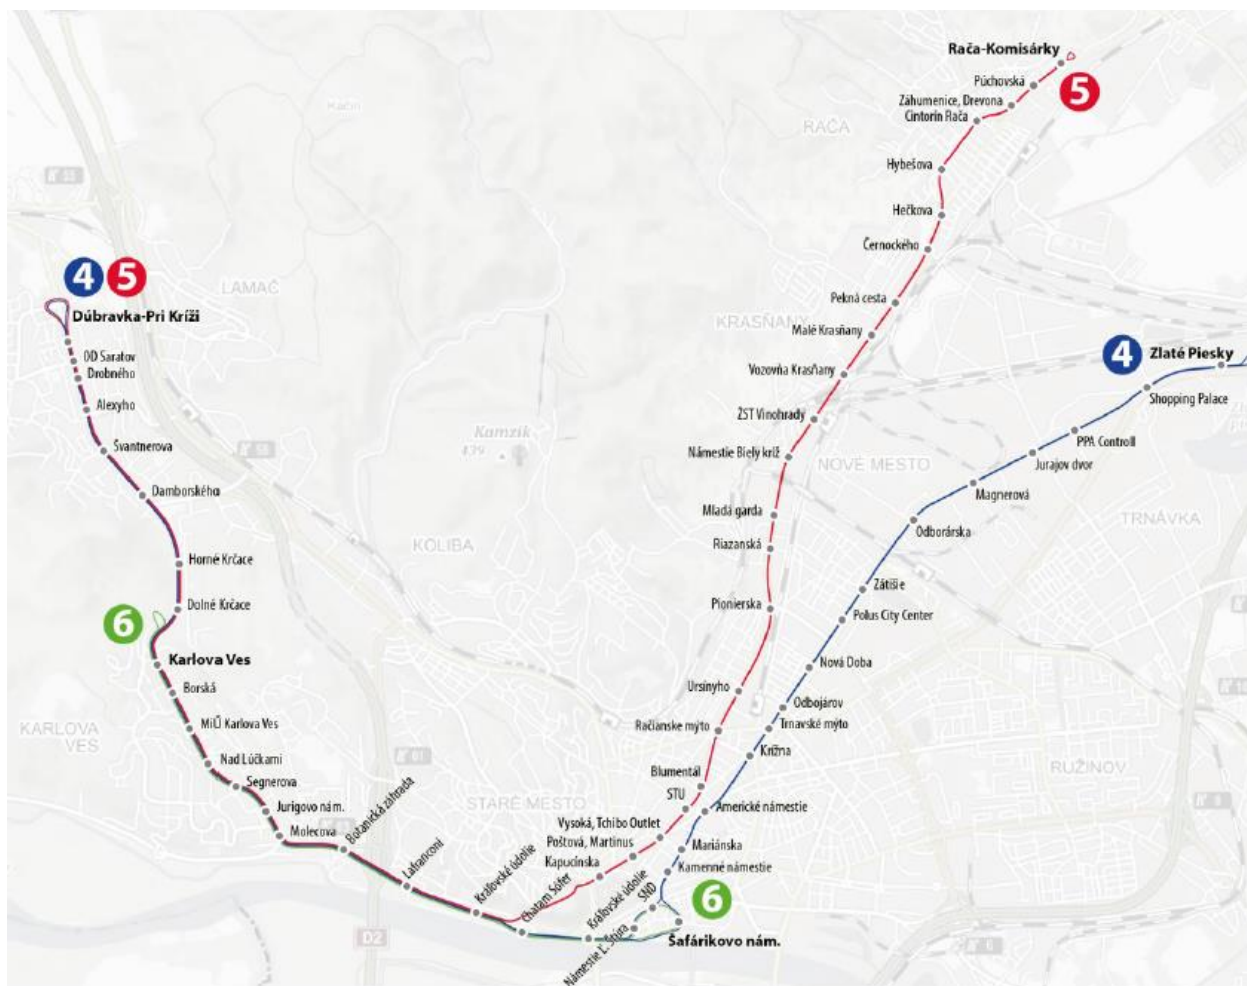 Rača-Komisárky
5
Púchovská
Záhumenice, Drevona
Cintorín Rača
RAČA
Hybešova
Hečkova
Černockého
4 5
LAMAČ
Dúbravka-Pri Kríži
Pekná cesta
KRASŇANY
Malé Krasňany
4
Zlaté Piesky
OD Saratov
Drobného
Vozovňa Krasňany
Shopping Palace
Alexyho
ŽST Vinohrady
Kamzík
439
PPA Controll
Švantnerova
Námestie Biely kríž
NOVÉ MESTO
Jurajov dvor
Damborského
Magnerová
Mladá garda
TRNÁVKA
Odborárska
KOLIBA
Riazanská
Horné Krčace
Zátišie
Dolné Krčace
Pionierska
Polus City Center
6
Karlova Ves
Nová Doba
Borská
Ursínyho
Odbojárov
KARLOVA
VES
MiÚ Karlova Ves
Račianske mýto
Trnavské mýto
Krížna
Nad Lúčkami
Blumentál
RUŽINOV
Segnerova
STU
STARÉ MESTO
Jurigovo nám.
Americké námestie
Botanická záhrada
Molecova
Vysoká, Tchibo Outlet
Poštová, Martinus
Mariánska
Kapucínska
Kamenné námestie
Lafranconi
Kráľovské údolie
Chatam Sófer
Kráľovské údolie
SND
6
Námestie Ľ. Štúra
Šafárikovo nám.
D2